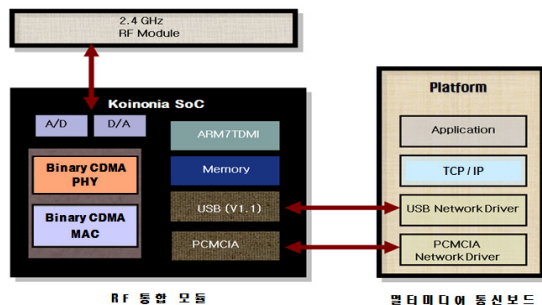 2.4 GHz
RF Module
Koinonia SoC
A/D
D/A
ARM7TDMI
Binary CDMA
PHY
Memory
USB (V1.1)
Binary CDMA
MAC
PCMCIA
RF 통합 모듈
Platform
Application
TCP / IP
USB Network Driver
PCMCIA
Network Driver
멀티미디어 통신보드